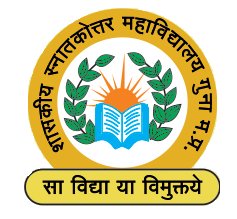 शासकीय स्नातकोत्तर महाविद्यालय गुना म.प्र.
सा विद्या या विमुक्तये